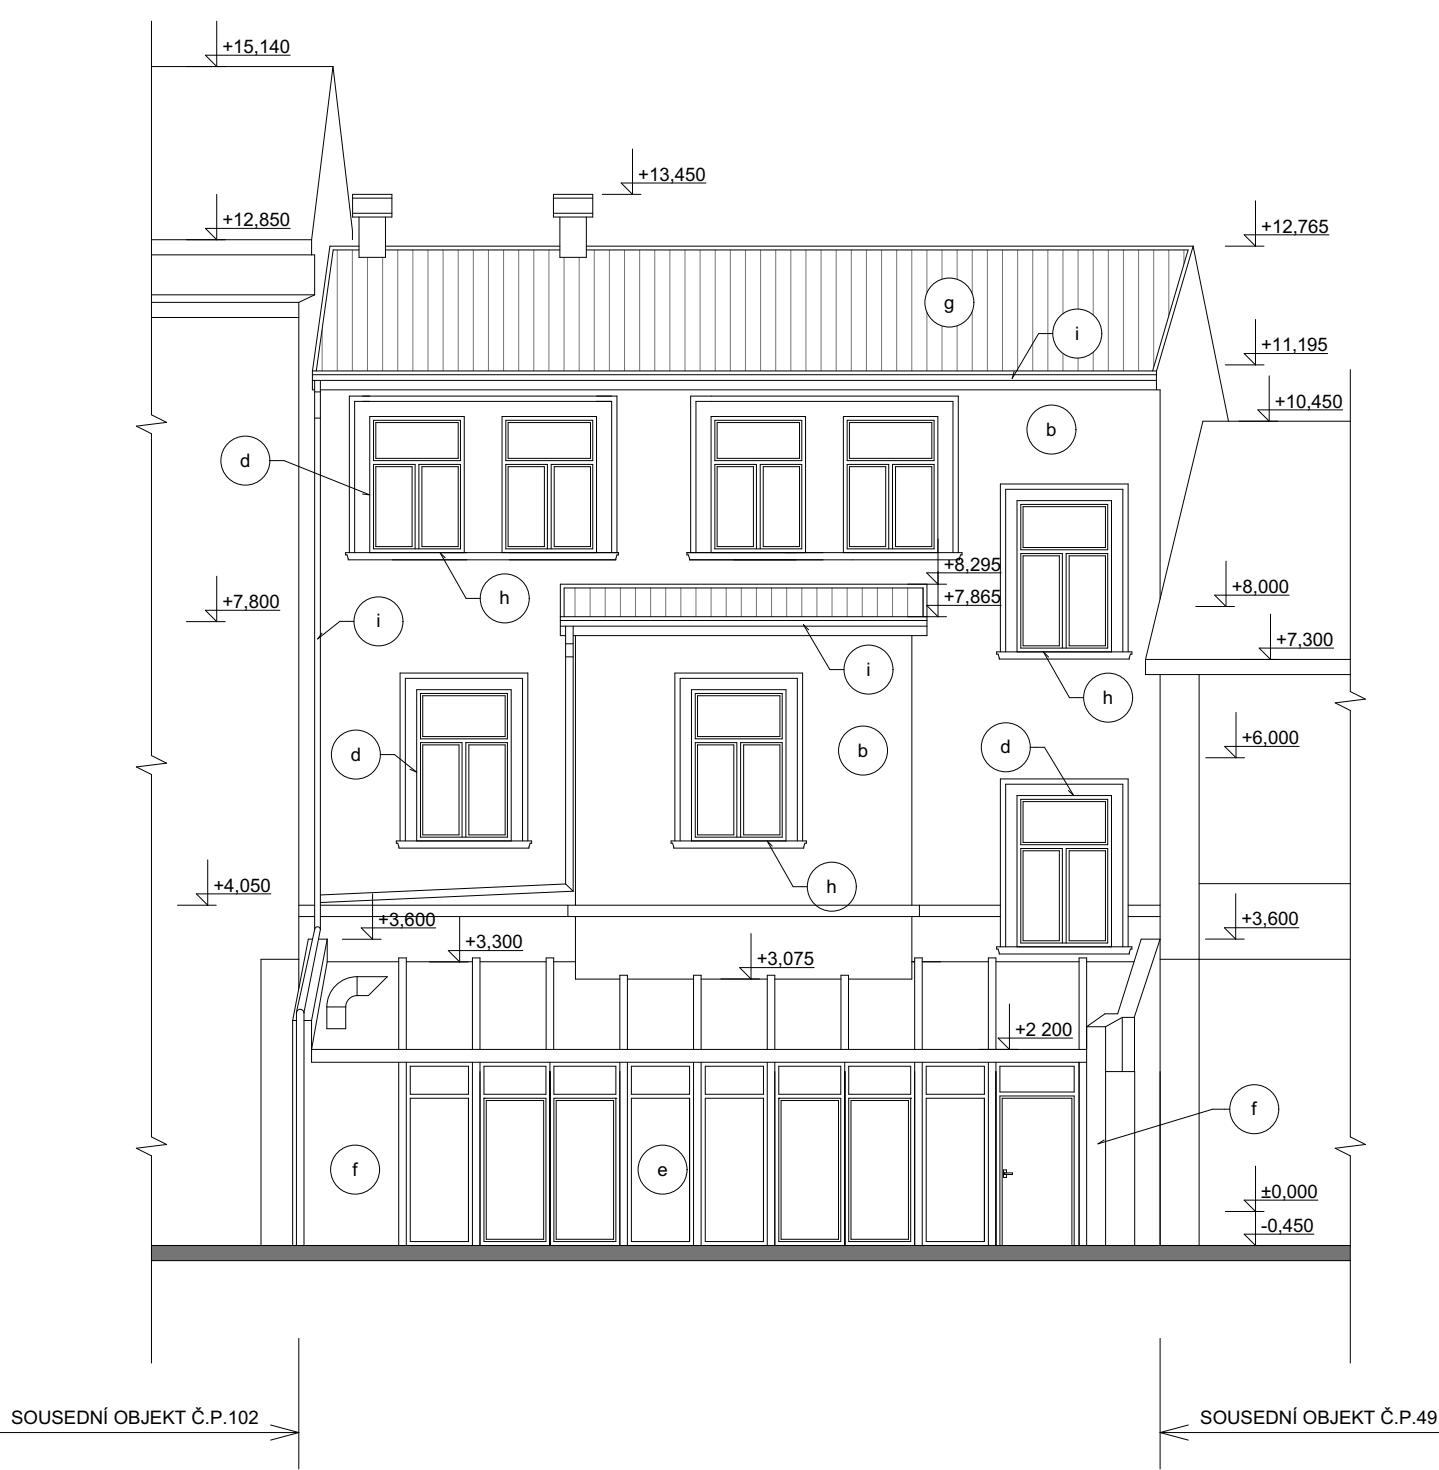 +15,140
+13,450
+12,850
+12,765
g
i
+11,195
+10,450
b
d
+8,295
+8,000
+7,865
h
+7,800
i
+7,300
i
h
+6,000
d
b
d
h
+4,050
+3,600
+3,600
+3,300
+3,075
+2 200
f
f
e
±0,000
-0,450
SOUSEDNÍ OBJEKT Č.P.102
SOUSEDNÍ OBJEKT Č.P.49